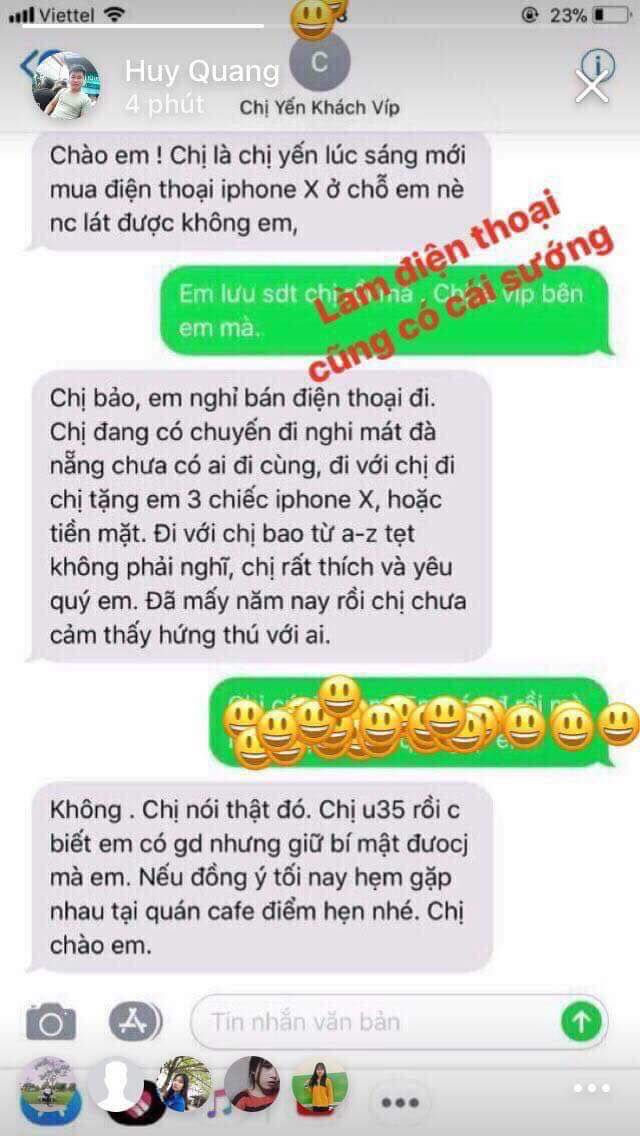 Viettel
23%
Huy Quang
4 phút
C
Chị Yến Khách Víp
Chào em ! Chị là chị yến lúc sáng mới
mua điện thoại iphone X ở chỗ em nè
nc lát được không em,
Làm điện thoại
cũng có cái sướng
Em lưu sdt chị mà . vip bên
em mà.
Chị bảo, em nghỉ bán điện thoại đi.
Chị đang có chuyến đi nghi mát đà
nẵng chưa có ai đi cùng, đi với chị đi
chị tặng em 3 chiếc iphone X, hoặc
tiền mặt. Đi với chị bao từ a-z tẹt
không phải nghĩ, chị rất thích và yêu
quý em. Đã mấy năm nay rồi chị chưa
cảm thấy hứng thú với ai.
Không . Chị nói thật đó. Chị u35 rồi c
biết em có gd nhưng giữ bí mật đưocj
mà em. Nếu đồng ý tối nay hẹm gặp
nhau tại quán cafe điểm hẹn nhé. Chị
chào em.
Tin nhắn văn bản